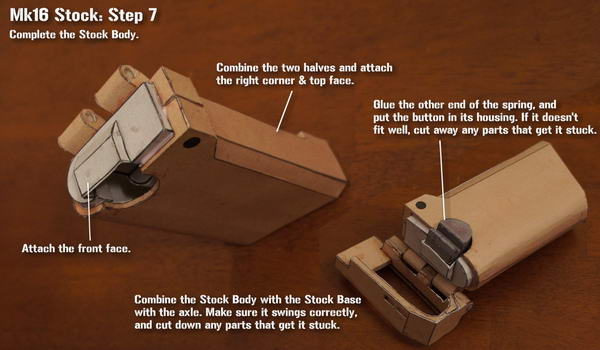 Mk16 Stock: Step 7
Complete the Stock Body.
Combine the two halves and attach
the right corner & top face.
Glue the other end of the spring, and
put the button in its housing. If it doesn't
fit well, cut away any parts that get it stuck.
Attach the front face.
Combine the Stock Body with the Stock Base
with the axle. Make sure it swings correctly,
and cut down any parts that get it stuck.